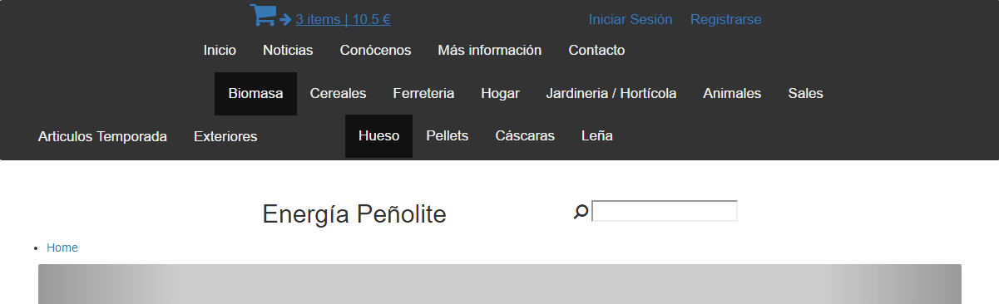 3 items | 10.5 € Iniciar Sesión Registrarse
Inicio Noticias Conócenos Más información Contacto
Biomasa Cereales Ferreteria Hogar Jardineria / Hortícola Animales Sales
Articulos Temporada Exteriores Hueso Pellets Cáscaras Leña
Energía Peñolite
Home